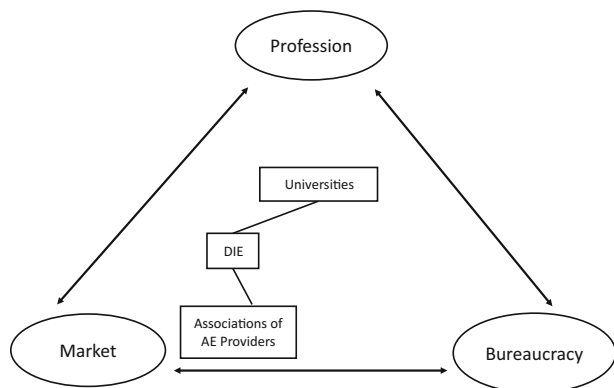 Profession
Universities
DIE
Associations of
AE Providers
Market
Bureaucracy